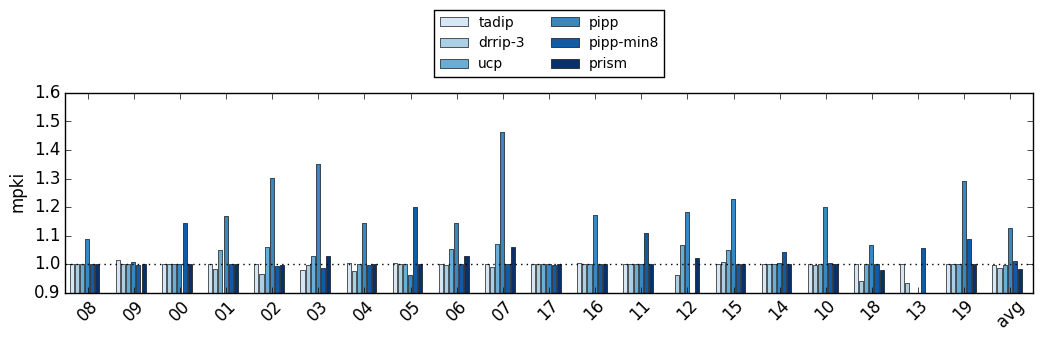 tadip pipp
drrip-3 pipp-min8
ucp prism
1.6
1.5
1.4
1.3
1.2
1.1
1.0
0.9
mpki
08 09 00 01 02 03 04 05 06 07 17 16 11 12 15 14 10 18 13 19 avg